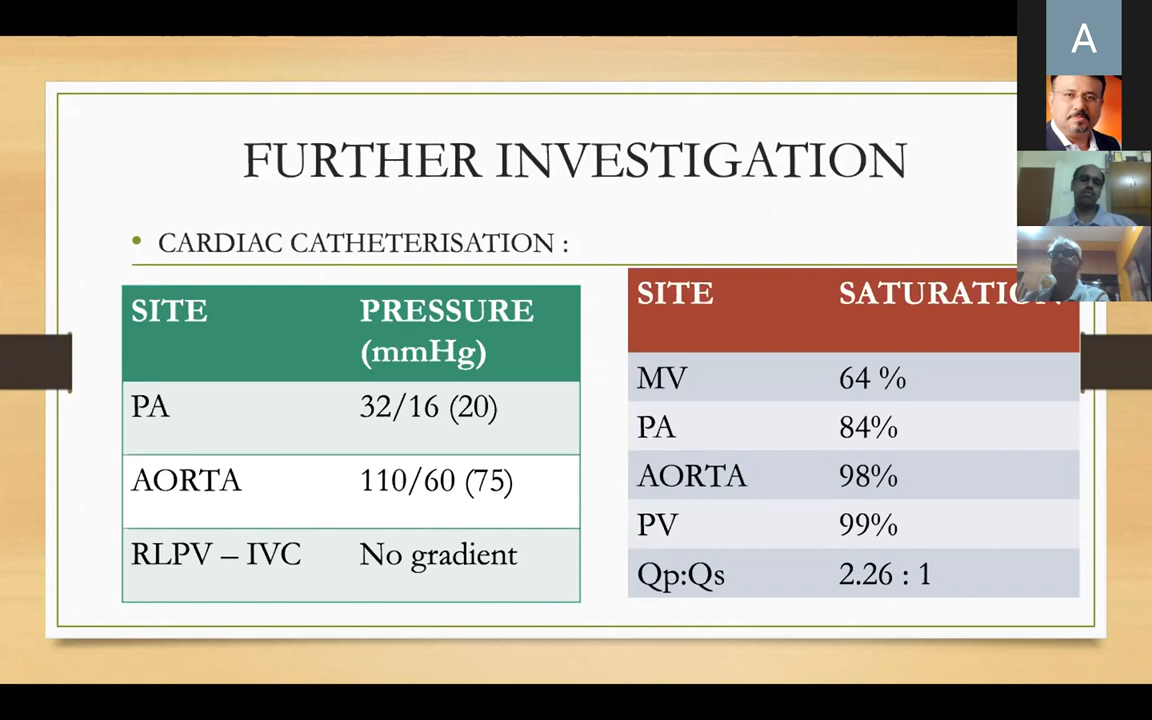 A
FURTHER INVESTIGATION
• CARDIAC CATHETERISATION :
SITE PRESSURE
(mmHg)
PA 32/16 (20)
AORTA 110/60 (75)
RLPV – IVC No gradient
SITE SATURATION
MV 64 %
PA 84%
AORTA 98%
PV 99%
Qp:Qs 2.26 : 1